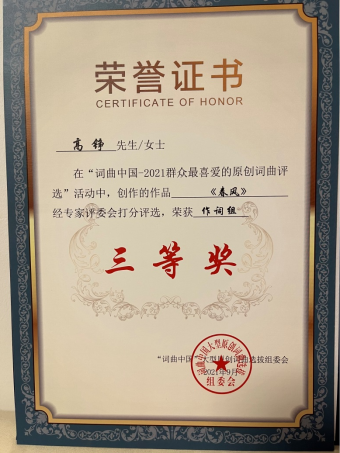 荣誉证书
CERTIFICATE OF HONOR
高铮 先生/女士
在“词曲中国-2021群众最喜爱的原创词曲评
选”活动中，创作的作品 《春风》
经专家评委会打分评选，荣获 作词组
三等奖
“词曲中国”大型原创词曲选拔组委会
2021年9月
组委会